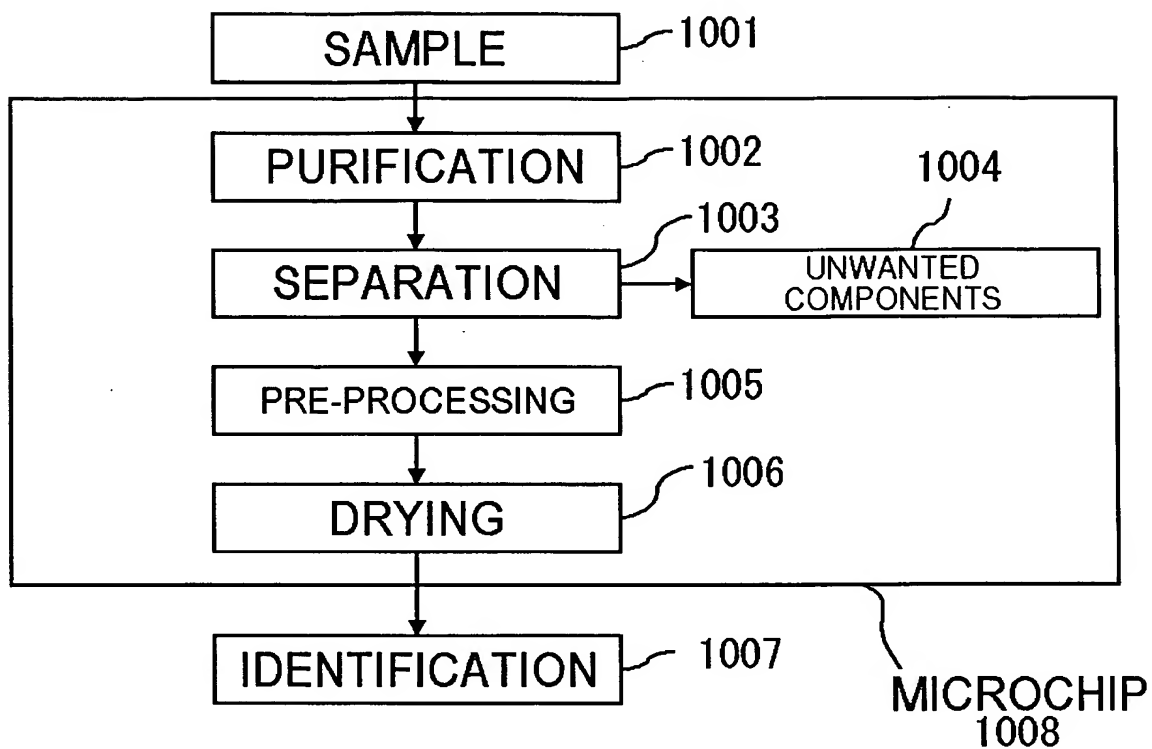 SAMPLE
1001
PURIFICATION
1002
SEPARATION
1003
UNWANTED
COMPONENTS
1004
PRE-PROCESSING
1005
DRYING
1006
IDENTIFICATION
1007
MICROCHIP
1008